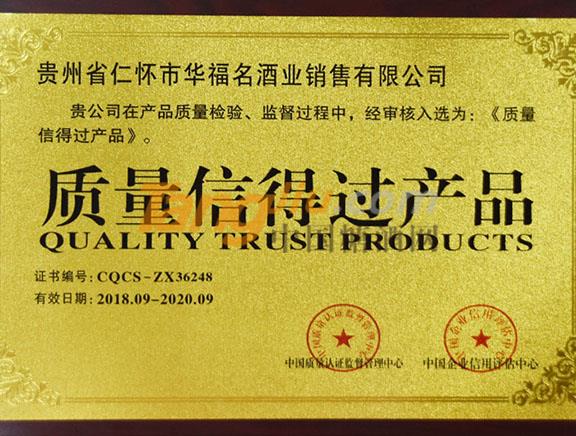 贵州省仁怀市华福名酒业销售有限公司
贵公司在产品质量检验、监督过程中，经审核入选为：《质量
信得过产品》。
质量信得过产品
QUALITY TRUST PRODUCTS
证书编号：CQCS-ZX36248
有效日期：2018.09-2020.09
中国质量认证监督管理中心
中国企业信用评估中心